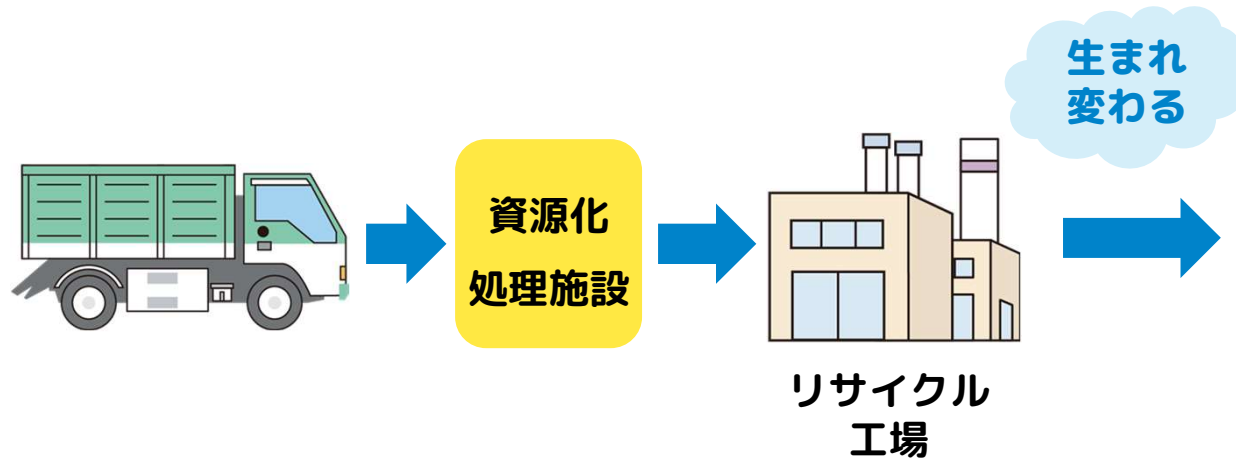 生まれ
変わる
資源化
処理施設
リサイクル
工場